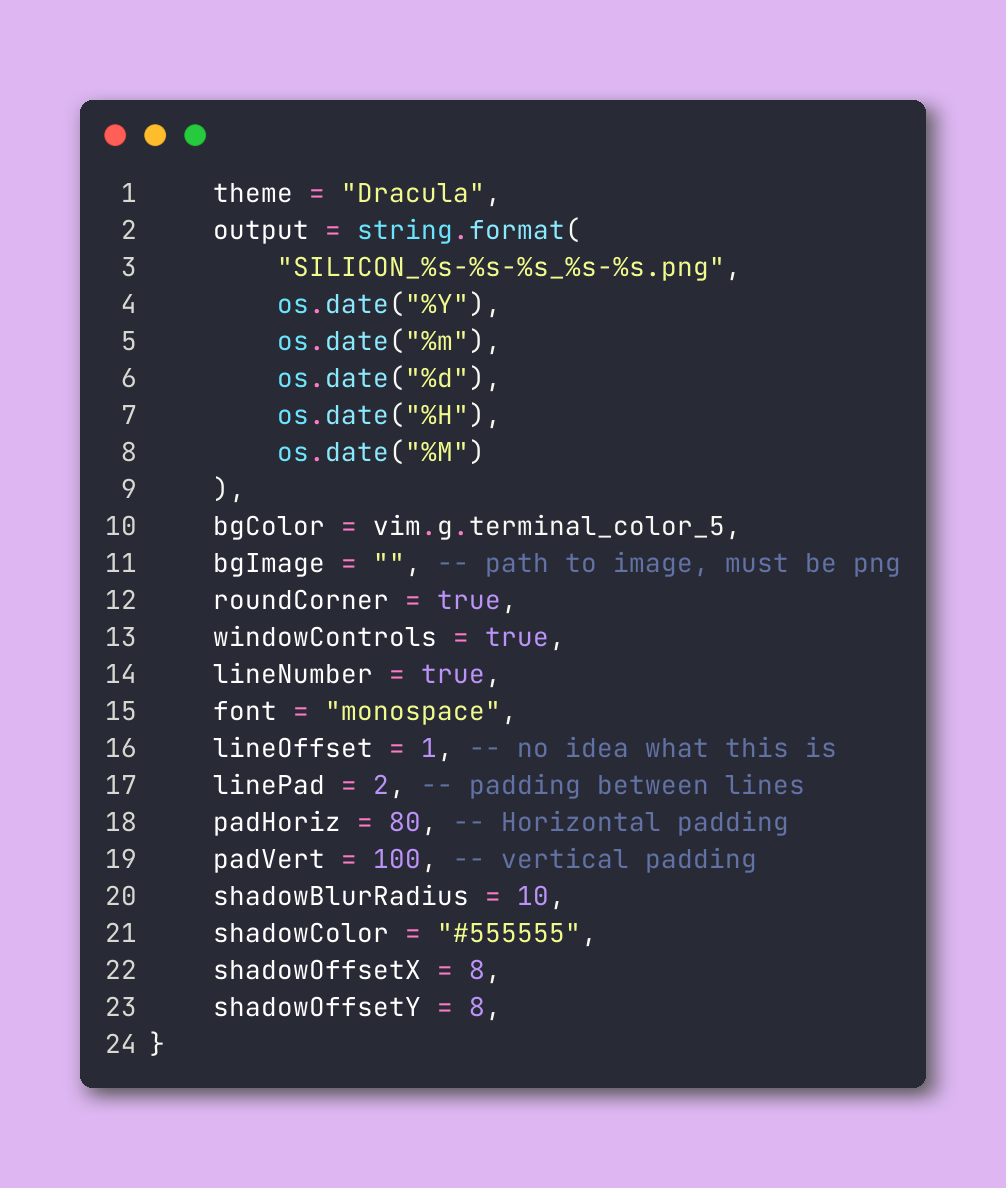 1     theme = "Dracula",
2     output = string.format(
3         "SILICON_%s-%s-%s_%s-%s.png",
4         os.date("%Y"),
5         os.date("%m"),
6         os.date("%d"),
7         os.date("%H"),
8         os.date("%M")
9     ),
10     bgColor = vim.g.terminal_color_5,
11     bgImage = "", -- path to image, must be png
12     roundCorner = true,
13     windowControls = true,
14     lineNumber = true,
15     font = "monospace",
16     lineOffset = 1, -- no idea what this is
17     linePad = 2, -- padding between lines
18     padHoriz = 80, -- Horizontal padding
19     padVert = 100, -- vertical padding
20     shadowBlurRadius = 10,
21     shadowColor = "#555555",
22     shadowOffsetX = 8,
23     shadowOffsetY = 8,
24 }